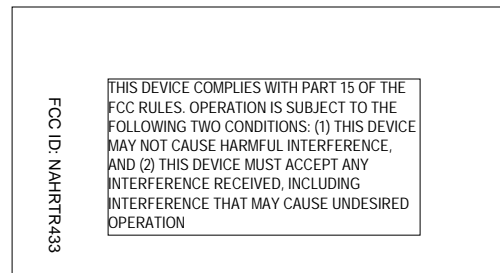 FCC ID: NAHRTR433
THIS DEVICE COMPLIES WITH PART 15 OF THE
FCC RULES. OPERATION IS SUBJECT TO THE
FOLLOWING TWO CONDITIONS: (1) THIS DEVICE
MAY NOT CAUSE HARMFUL INTERFERENCE,
AND (2) THIS DEVICE MUST ACCEPT ANY
INTERFERENCE RECEIVED, INCLUDING
INTERFERENCE THAT MAY CAUSE UNDESIRED
OPERATION